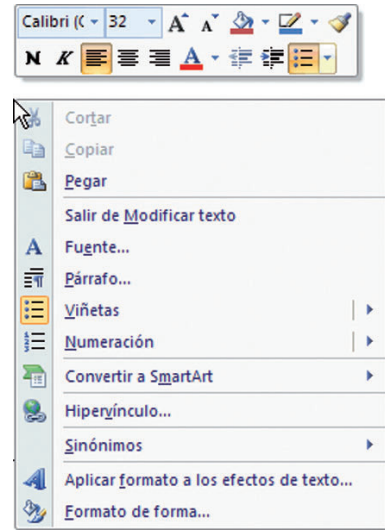 Calibri (C 32 A A
N K A
Cortar
Copiar
Pegar
Salir de Modificar texto
A Fuente...
Párrafo...
Viñetas
Numeración
Convertir a SmartArt
Hipervínculo...
Sinónimos
Aplicar formato a los efectos de texto...
Formato de forma...